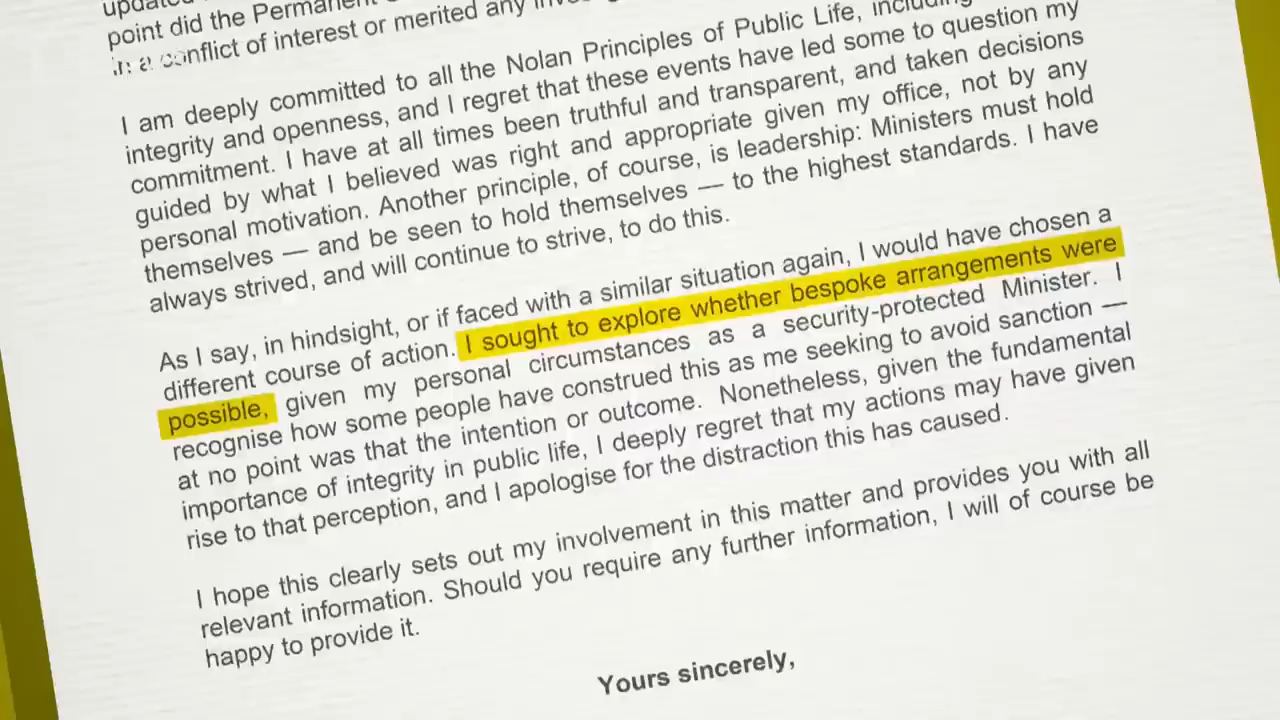 updated
point did the Permanent
in a conflict of interest or merited any
I am deeply committed to all the Nolan Principles of Public Life, including
integrity and openness, and I regret that these events have led some to question my
commitment. I have at all times been truthful and transparent, and taken decisions
guided by what I believed was right and appropriate given my office, not by any
personal motivation. Another principle, of course, is leadership: Ministers must hold
themselves — and be seen to hold themselves — to the highest standards. I have
always strived, and will continue to strive, to do this.
As I say, in hindsight, or if faced with a similar situation again, I would have chosen a
different course of action. I sought to explore whether bespoke arrangements were
possible, given my personal circumstances as a security-protected Minister. I
recognise how some people have construed this as me seeking to avoid sanction —
at no point was that the intention or outcome. Nonetheless, given the fundamental
importance of integrity in public life, I deeply regret that my actions may have given
rise to that perception, and I apologise for the distraction this has caused.
I hope this clearly sets out my involvement in this matter and provides you with all
relevant information. Should you require any further information, I will of course be
happy to provide it.
Yours sincerely,